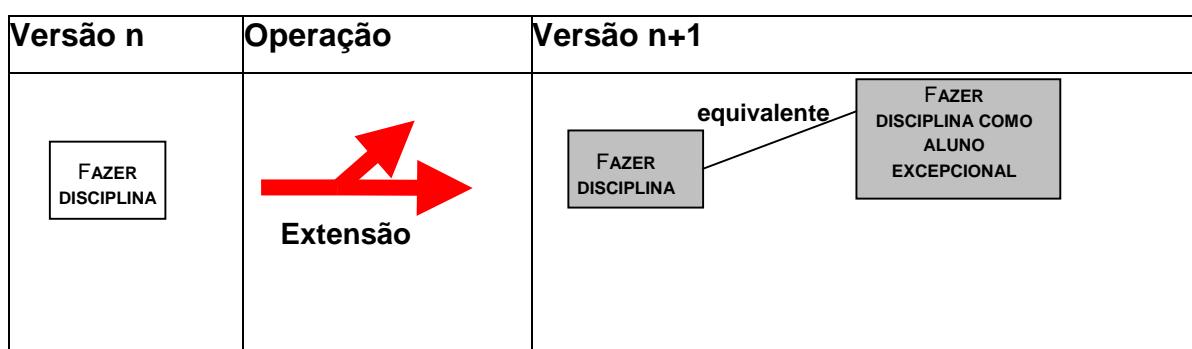 Versão n
Operação
Versão n+1
FAZER
DISCIPLINA
Extensão
FAZER
DISCIPLINA
equivalente
FAZER
DISCIPLINA COMO
ALUNO
EXCEPCIONAL